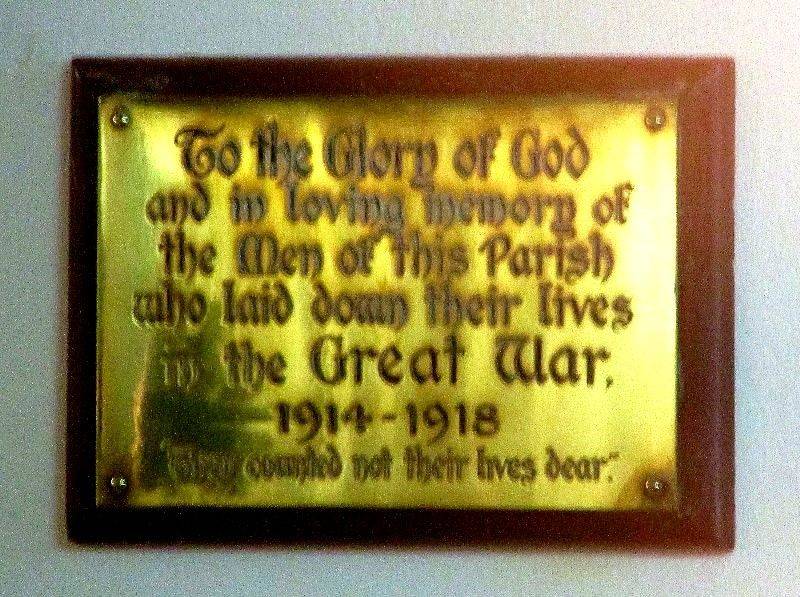 To the Glory of God
and in loving memory of
the Men of this Parish
who laid down their lives
in the Great War.
1914-1918
"They counted not their lives dear."